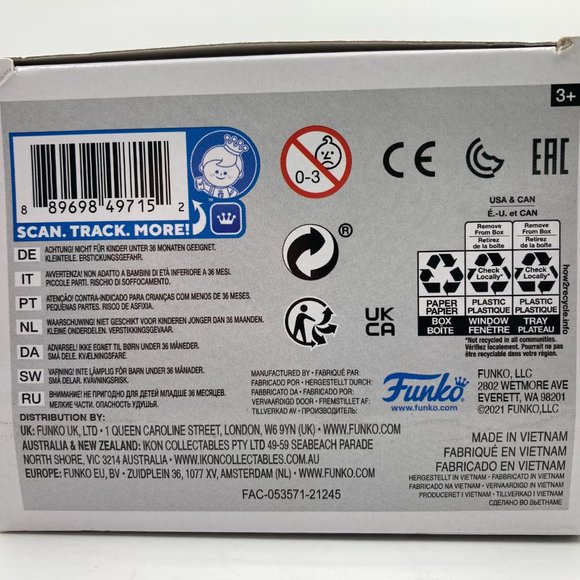 3+
8 89698 49715 2
SCAN. TRACK. MORE!
0-3
CE
EAC
®
UK
CA
USA & CAN
É.-U. et CAN
Remove From Box
Retirez de la boîte
PAPER
PAPIER
BOX
BOÎTE
Remove From Box
Retirez de la boîte
Check Locally*
PLASTIC
PLASTIQUE
WINDOW
FENÊTRE
Remove From Box
Retirez de la boîte
Check Locally*
PLASTIC
PLASTIQUE
TRAY
PLATEAU
how2recycle.info
*Not recycled in all communities.
Vérifiez localement. Pourrait ne pas
être recyclable dans votre région.
DE ACHTUNG! NICHT FÜR KINDER UNTER 36 MONATEN GEEIGNET.
KLEINTEILE. ERSTICKUNGSGEFAHR.
IT AVVERTENZA! NON ADATTO A BAMBINI DI ETÀ INFERIORE A 36 MESI.
PICCOLE PARTI. RISCHIO DI SOFFOCAMENTO.
PT ATENÇÃO! CONTRA-INDICADO PARA CRIANÇAS COM MENOS DE 36 MESES.
PEQUENAS PARTES. RISCO DE ASFIXIA.
NL WAARSCHUWING! NIET GESCHIKT VOOR KINDEREN JONGER DAN 36 MAANDEN.
KLEINE ONDERDELEN. VERSTIKKINGSGEVAAR.
DA ADVARSEL! IKKE EGNET TIL BØRN UNDER 36 MÅNEDER.
SMÅ DELE. KVÆLNINGSFARE.
SW VARNING! INTE LÄMPLIG FÖR BARN UNDER 36 MÅNADER.
SMÅ DELAR. KVÄVNINGSRISK.
RU ВНИМАНИЕ! НЕ ПРИГОДНО ДЛЯ ДЕТЕЙ МЛАДШЕ 36 МЕСЯЦЕВ.
МЕЛКИЕ ЧАСТИ. ОПАСНОСТЬ УДУШЬЯ.
MANUFACTURED BY • FABRIQUÉ PAR:
FABRICADO POR • HERGESTELLT DURCH:
FABBRICATO DA • FABRICADO POR:
VERVAARDIGD DOOR • FREMSTILLET AF:
TILLVERKAD AV • ПРОИЗВОДИТЕЛЬ:
Funko
www.funko.com
FUNKO, LLC
2802 WETMORE AVE
EVERETT, WA 98201
©2021 FUNKO,LLC
DISTRIBUTION BY:
UK: FUNKO UK, LTD • 1 QUEEN CAROLINE STREET, LONDON, W6 9YN (UK) • WWW.FUNKO.COM
AUSTRALIA & NEW ZEALAND: IKON COLLECTABLES PTY LTD 49-59 SEABEACH PARADE
NORTH SHORE, VIC 3214 AUSTRALIA • WWW.IKONCOLLECTABLES.COM.AU
EUROPE: FUNKO EU, BV • ZUIDPLEIN 36, 1077 XV, AMSTERDAM (NL) • WWW.FUNKO.COM
FAC-053571-21245
MADE IN VIETNAM
FABRIQUÉ EN VIETNAM
FABRICADO EN VIETNAM
HERGESTELLT IN VIETNAM • FABBRICATO IN VIETNAM
FABRICADO NA VIETNAM • VERVAARDIGD IN VIETNAM
PRODUCERET I VIETNAM • TILLVERKAD I VIETNAM
СДЕЛАНО ВО ВЬЕТНАМЕ